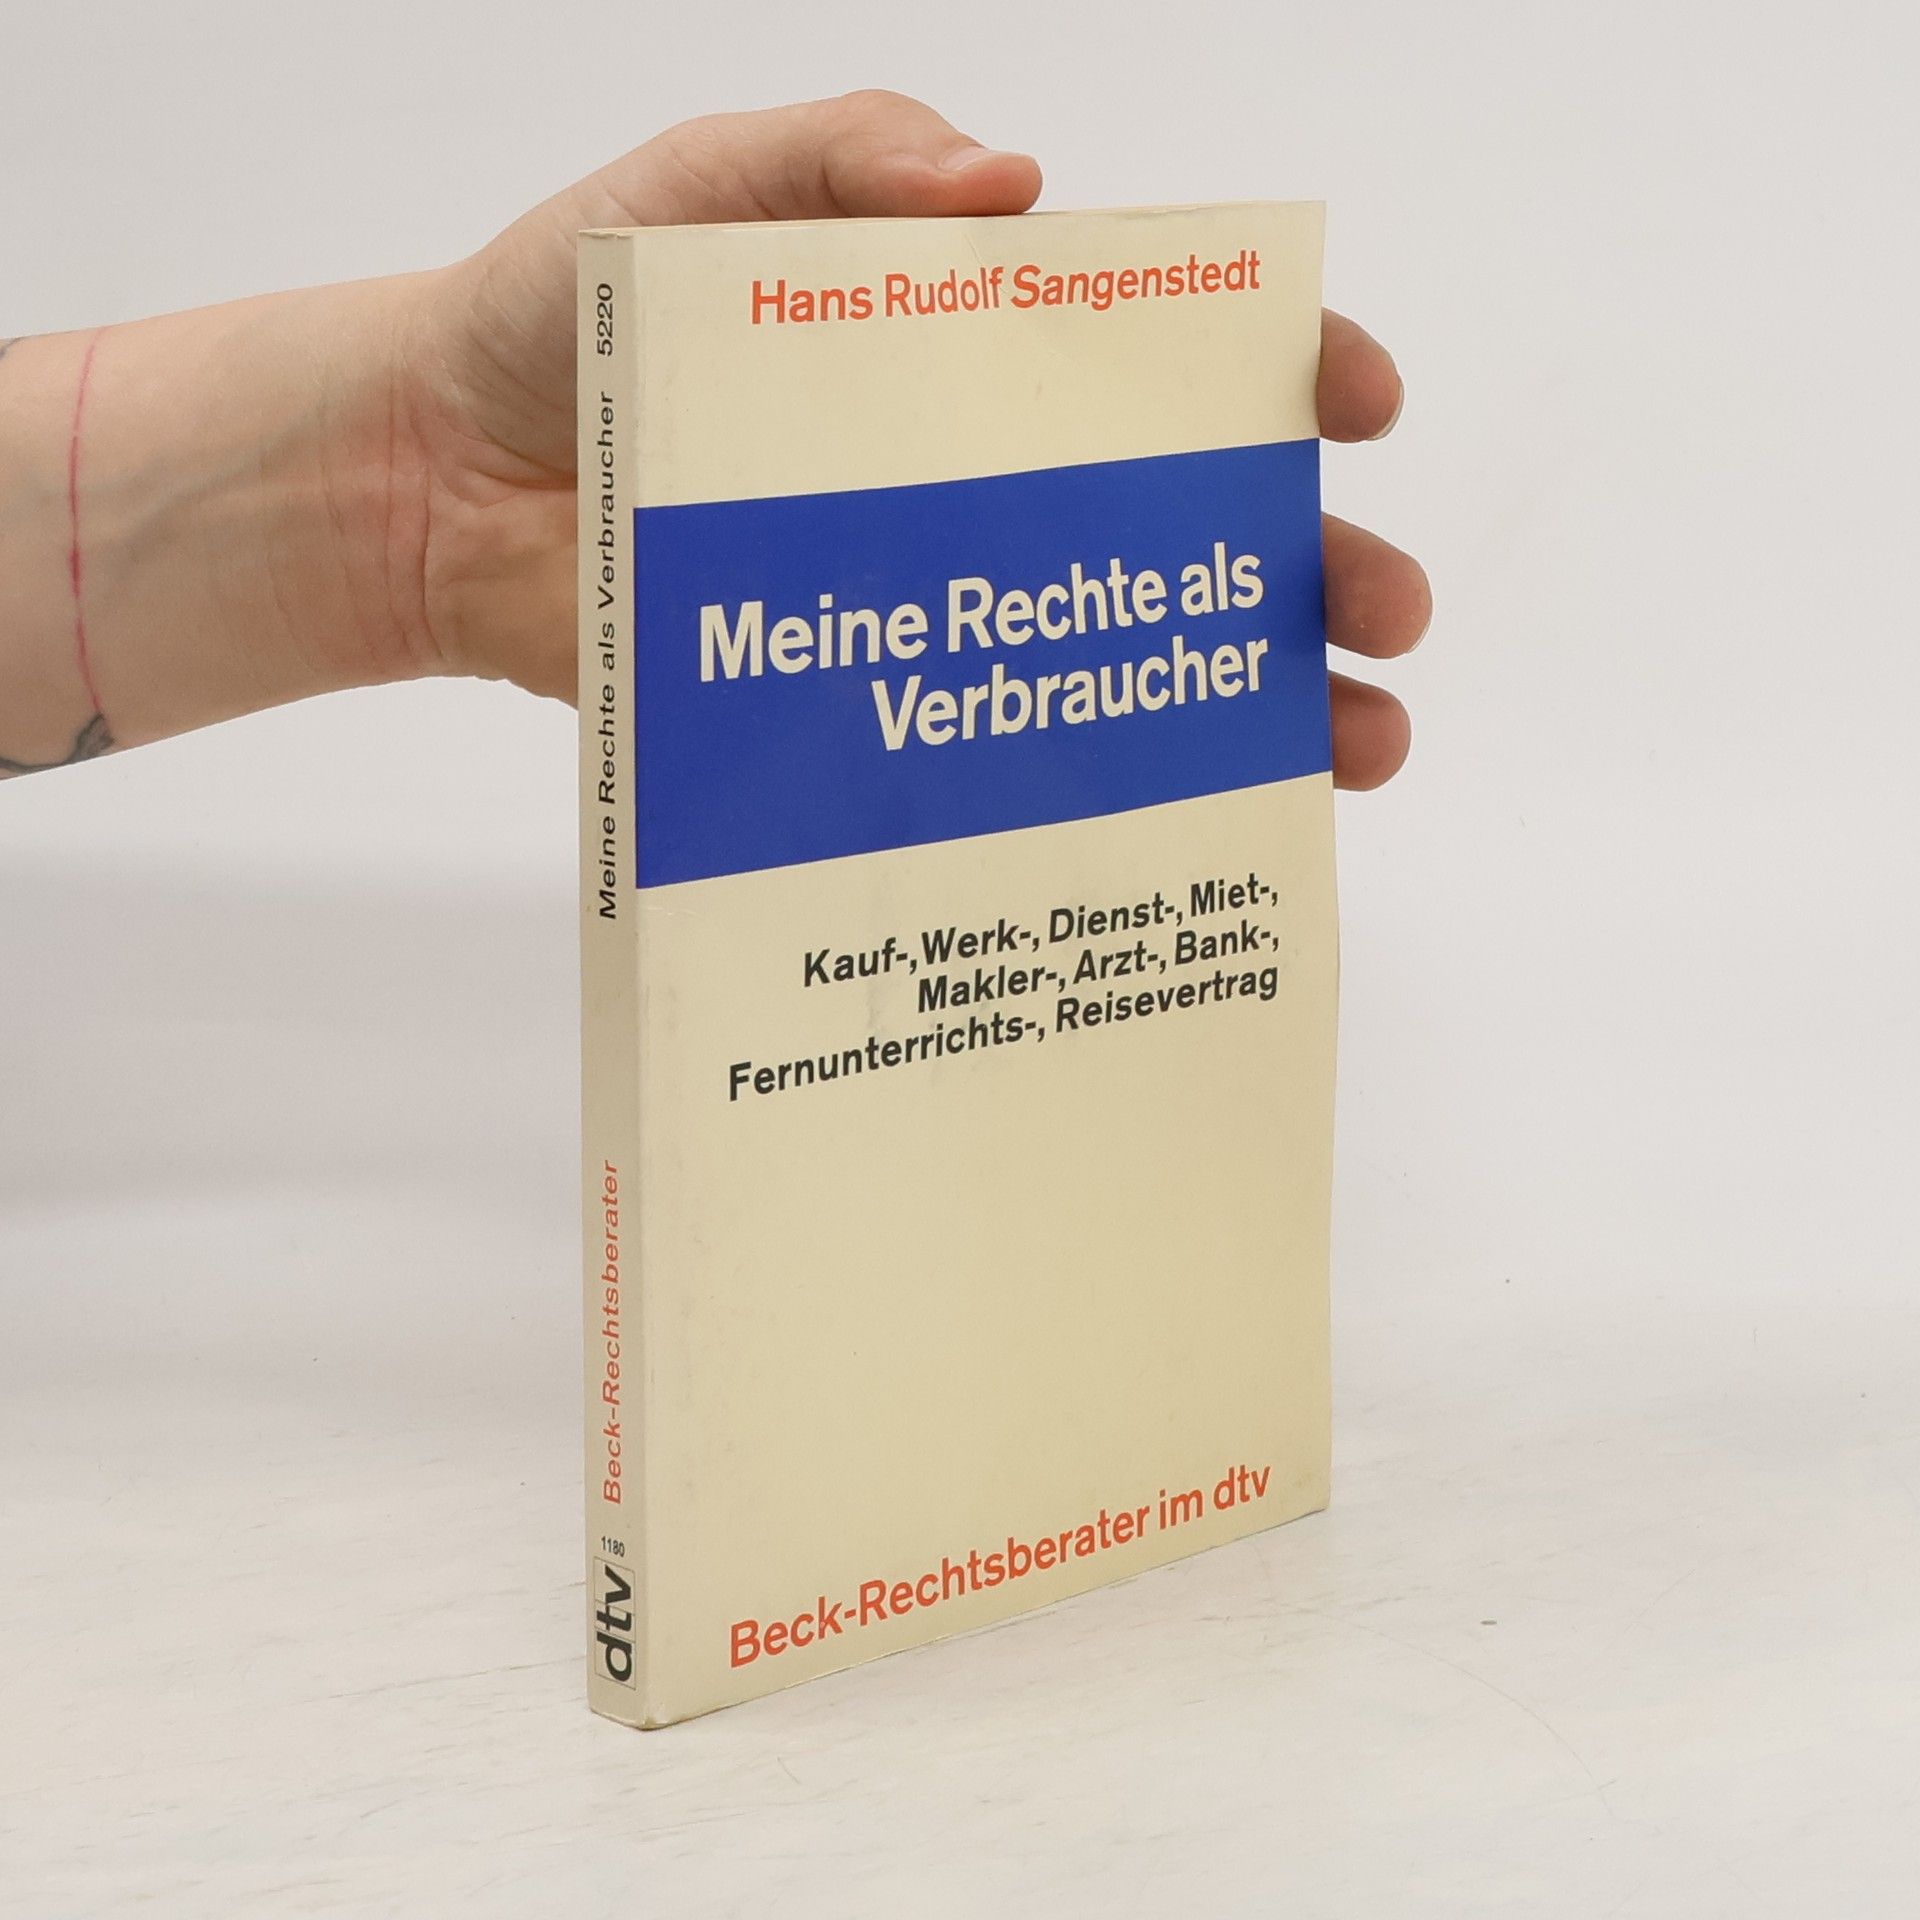 Hans Rudolf Sangenstedt
Meine Rechte als
Verbraucher
Kauf-, Werk-, Dienst-, Miet-,
Makler-, Arzt-, Bank-,
Fernunterrichts-, Reisevertrag
Beck-Rechtsberater im dtv
Meine Rechte als Verbraucher 5220
Beck-Rechtsberater
1180
dtv